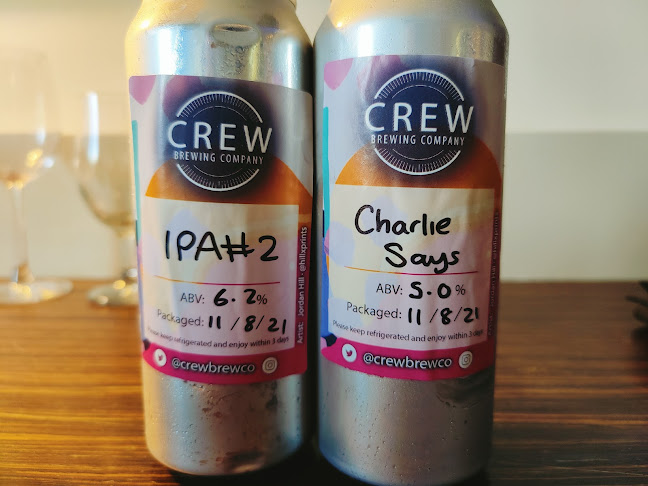 CREW
BREWING COMPANY
IPA#2
ABV: 6.2%
Packaged: 11/8/21
Please keep refrigerated and enjoy within 3 days
@crewbrewco
Artist: Jordan Hill - @hillxprints
CREW
BREWING COMPANY
Charlie
Says
ABV: 5.0%
Packaged: 11/8/21
Please keep refrigerated and enjoy within 3 days
@crewbrewco